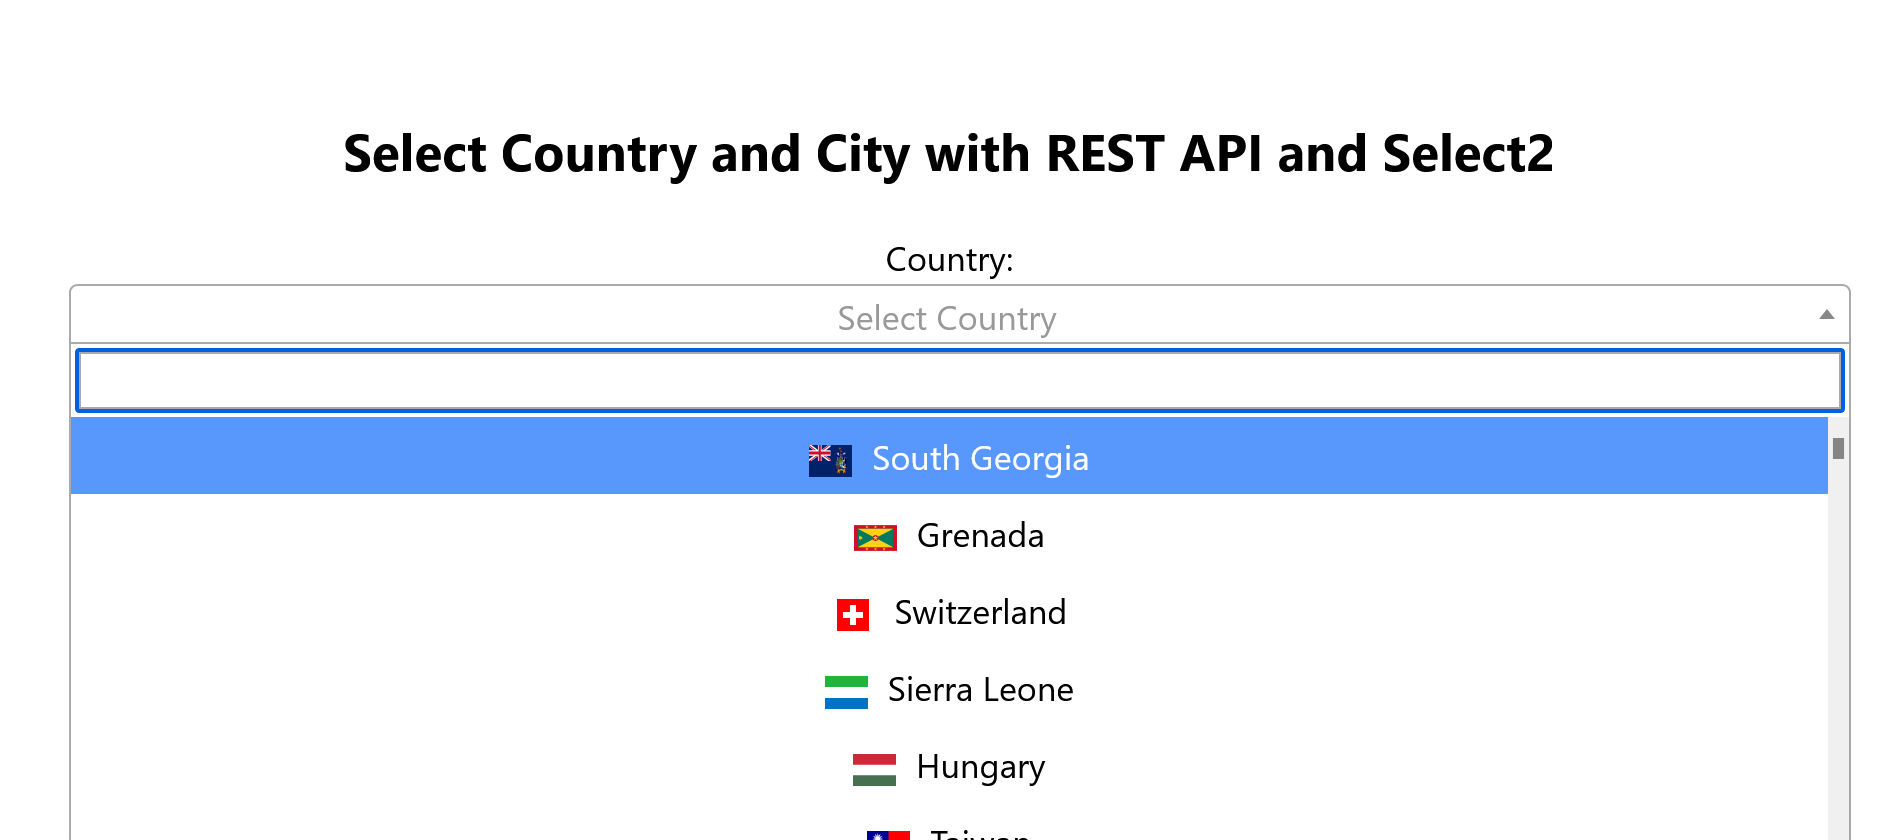 Select Country and City with REST API and Select2
Country:
Select Country
South Georgia
Grenada
Switzerland
Sierra Leone
Hungary
Taiwan